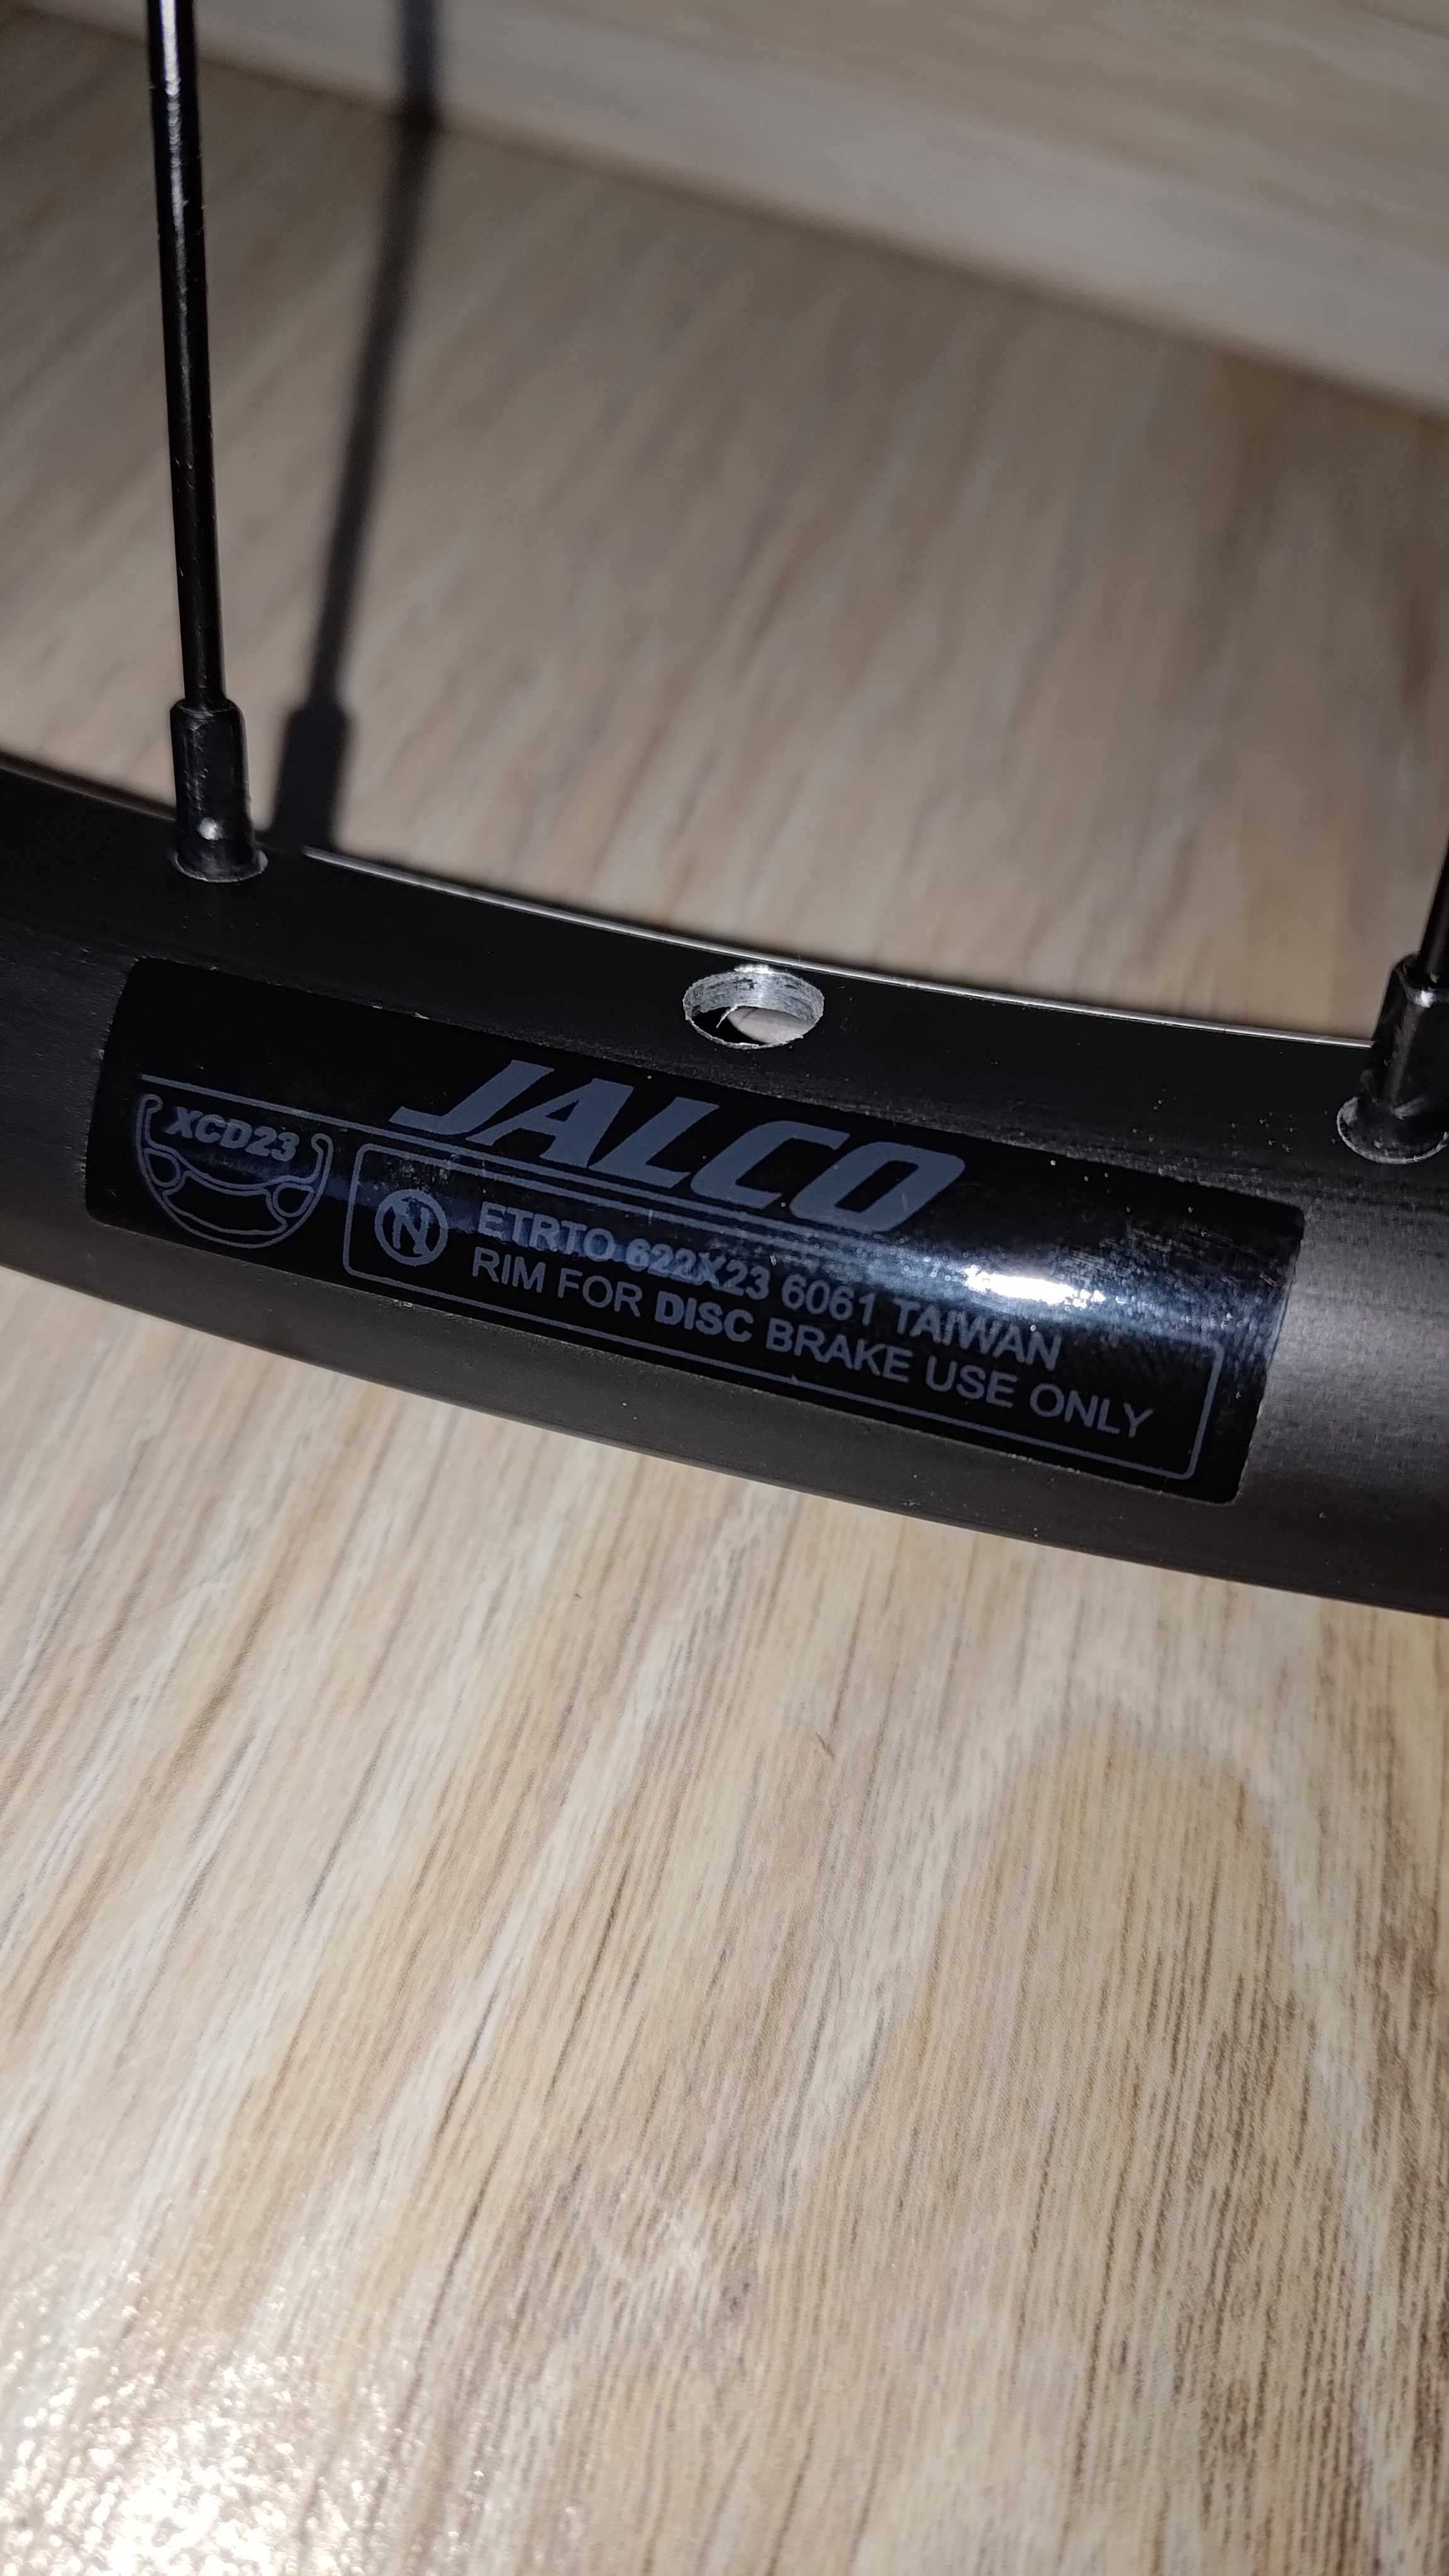 JALCO
XCD23
N
ETRTO 622X23 6061 TAIWAN
RIM FOR DISC BRAKE USE ONLY